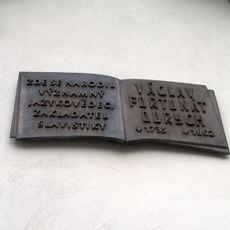 ZDE SE NARODIL
VÝZNAMNÝ
JAZYKOVĚDEC,
ZAKLADATEL
SLAVISTIKY
VÁCLAV
FORTUNÁT
DURYCH
* 1735 + 1802